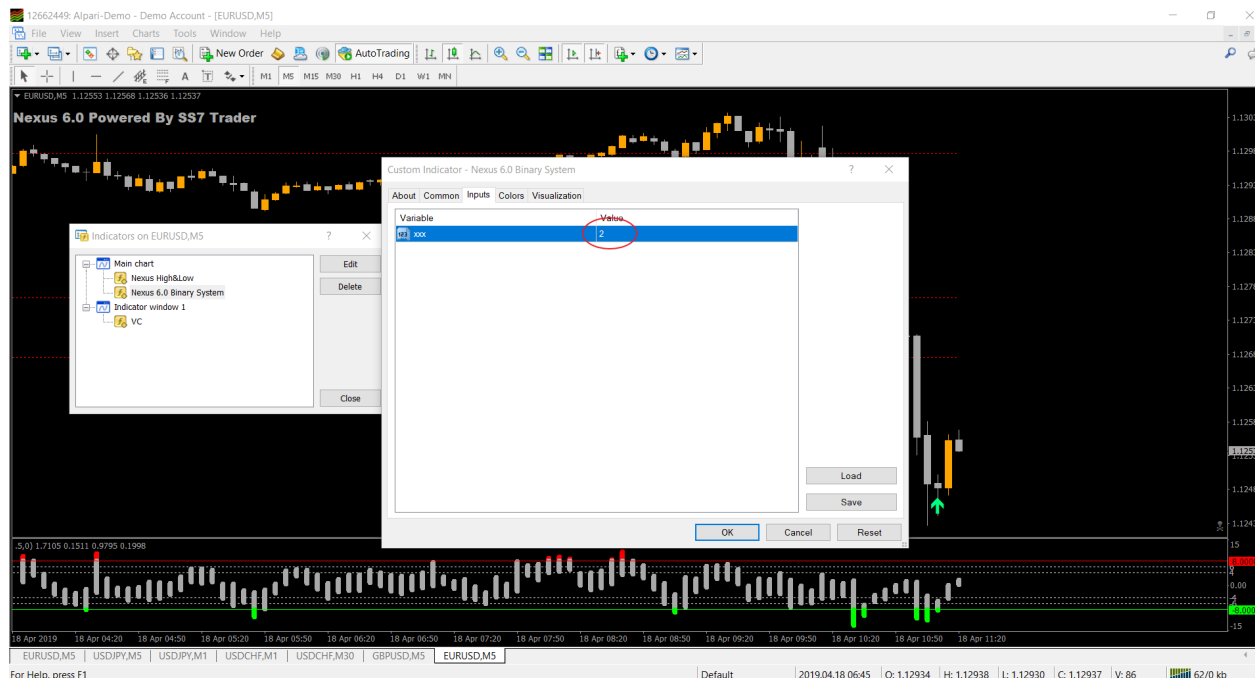 12662449: Alpari-Demo - Demo Account - [EURUSD,M5]
File View Insert Charts Tools Window Help
New Order AutoTrading
A T M1 M5 M15 M30 H1 H4 D1 W1 MN
EURUSD,M5 1.12553 1.12568 1.12536 1.12537
Nexus 6.0 Powered By SS7 Trader
Custom Indicator - Nexus 6.0 Binary System ?
About Common Inputs Colors Visualization
Variable Value
123 xxx 2
Indicators on EURUSD,M5 ?
Main chart
Nexus High&Low
Nexus 6.0 Binary System
Indicator window 1
VC
Edit
Delete
Close
Load
Save
OK Cancel Reset
.5,0) 1.7105 0.1511 0.9795 0.1998
15
0.00
-15
18 Apr 2019 18 Apr 04:20 18 Apr 04:50 18 Apr 05:20 18 Apr 05:50 18 Apr 06:20 18 Apr 06:50 18 Apr 07:20 18 Apr 07:50 18 Apr 08:20 18 Apr 08:50 18 Apr 09:20 18 Apr 09:50 18 Apr 10:20 18 Apr 10:50 18 Apr 11:20
EURUSD,M5 USDJPY,M5 USDJPY,M1 USDCHF,M1 USDCHF,M30 GBPUSD,M5 EURUSD,M5
For Help, press F1 Default 2019.04.18 06:45 O: 1.12934 H: 1.12938 L: 1.12930 C: 1.12937 V: 86 62/0 kb